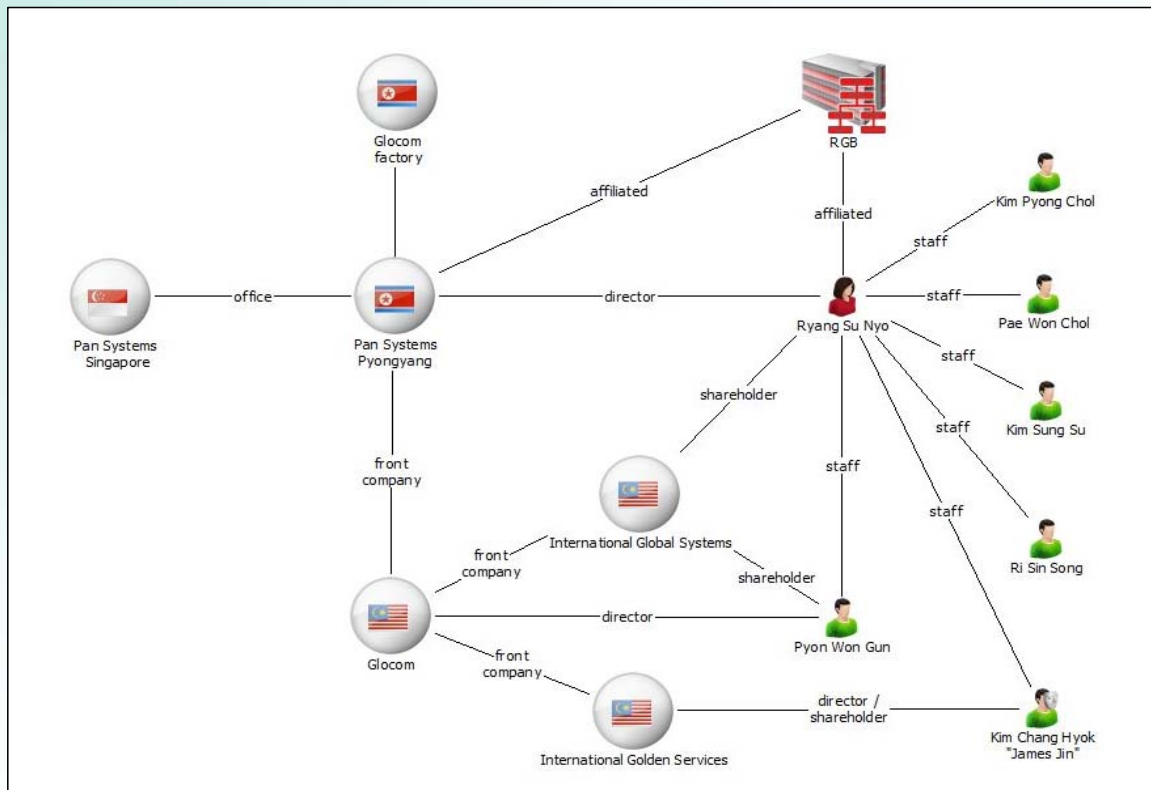 Glocom
factory
RGB
affiliated
affiliated
Kim Pyong Chol
staff
office
director
staff
Pan Systems
Singapore
Pan Systems
Pyongyang
Ryang Su Nyo
Pae Won Chol
staff
shareholder
Kim Sung Su
staff
front
company
staff
staff
International Global Systems
front
company
shareholder
Ri Sin Song
director
Glocom
Pyon Won Gun
front
company
director /
shareholder
International Golden Services
Kim Chang Hyok
"James Jin"